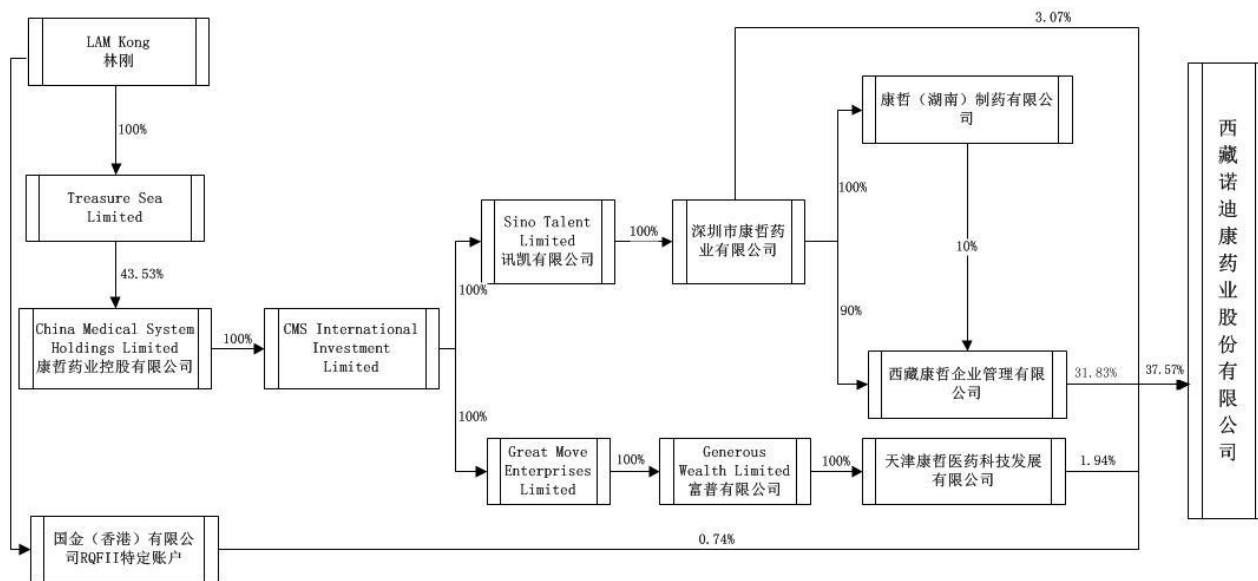 LAM Kong
林刚
100%
Treasure Sea
Limited
43.53%
China Medical System
Holdings Limited
康哲药业控股有限公司
100%
CMS International
Investment
Limited
100%
100%
Sino Talent
Limited
讯凯有限公司
100%
深圳市康哲药
业有限公司
3.07%
100%
90%
康哲（湖南）制药有限公
司
10%
西藏康哲企业管理有限
公司
31.83%
37.57%
Great Move
Enterprises
Limited
100%
Generous
Wealth Limited
富普有限公司
100%
天津康哲医药科技发展
有限公司
1.94%
国金（香港）有限公
司RQFII特定账户
0.74%
西藏诺迪康药业股份有限公司